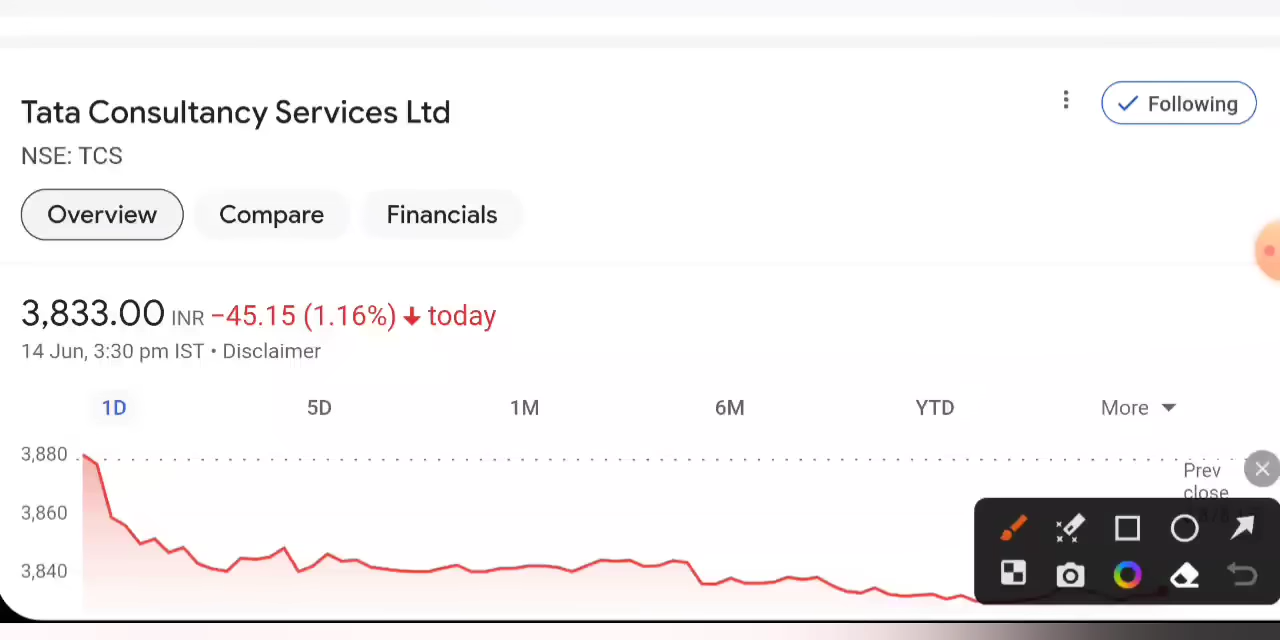 Tata Consultancy Services Ltd
Following
NSE: TCS
Overview Compare Financials
3,833.00 INR −45.15 (1.16%) ↓ today
14 Jun, 3:30 pm IST • Disclaimer
1D 5D 1M 6M YTD More
3,880
Prev
close
3,860
3,840